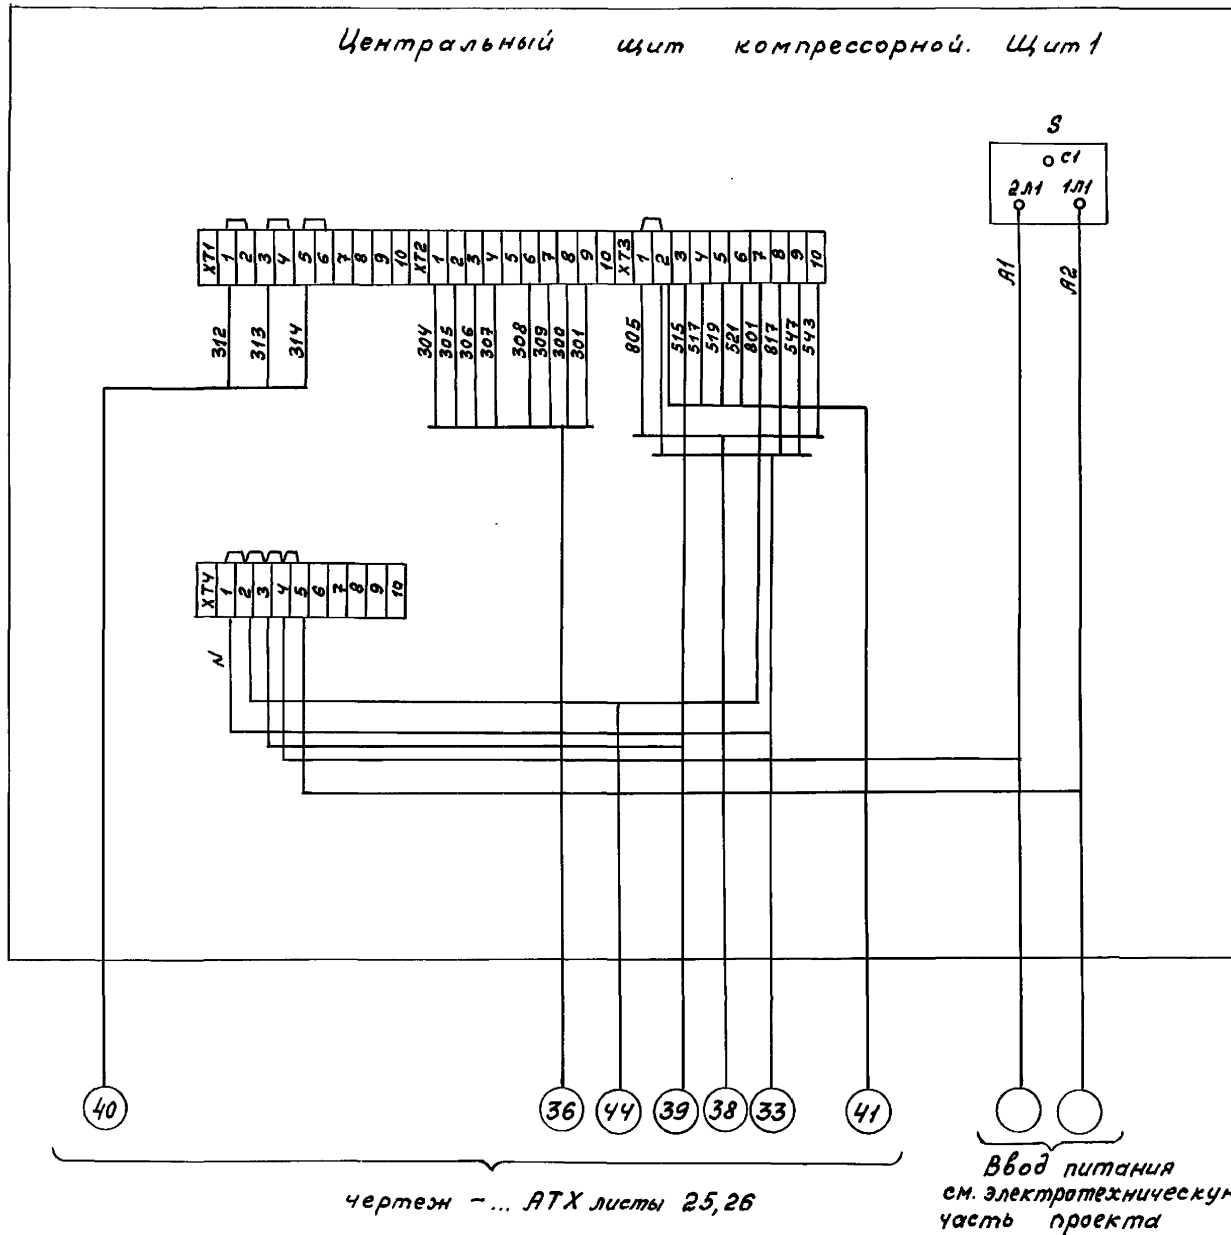 Центральный щит компрессорной. Щит 1
S
С1
2Л1 1Л1
XT1 1 2 3 4 5 6 7 8 9 10 XT2 1 2 3 4 5 6 7 8 9 10 XT3 1 2 3 4 5 6 7 8 9 10
A1 A2
312 313 314 304 305 306 307 308 309 300 301 805 515 517 519 521 801 817 547 543
XT4 1 2 3 4 5 6 7 8 9 10
N
40 36 44 39 38 33 41
чертеж - ... АТХ листы 25,26
Ввод питания
см. электротехническую
часть проекта